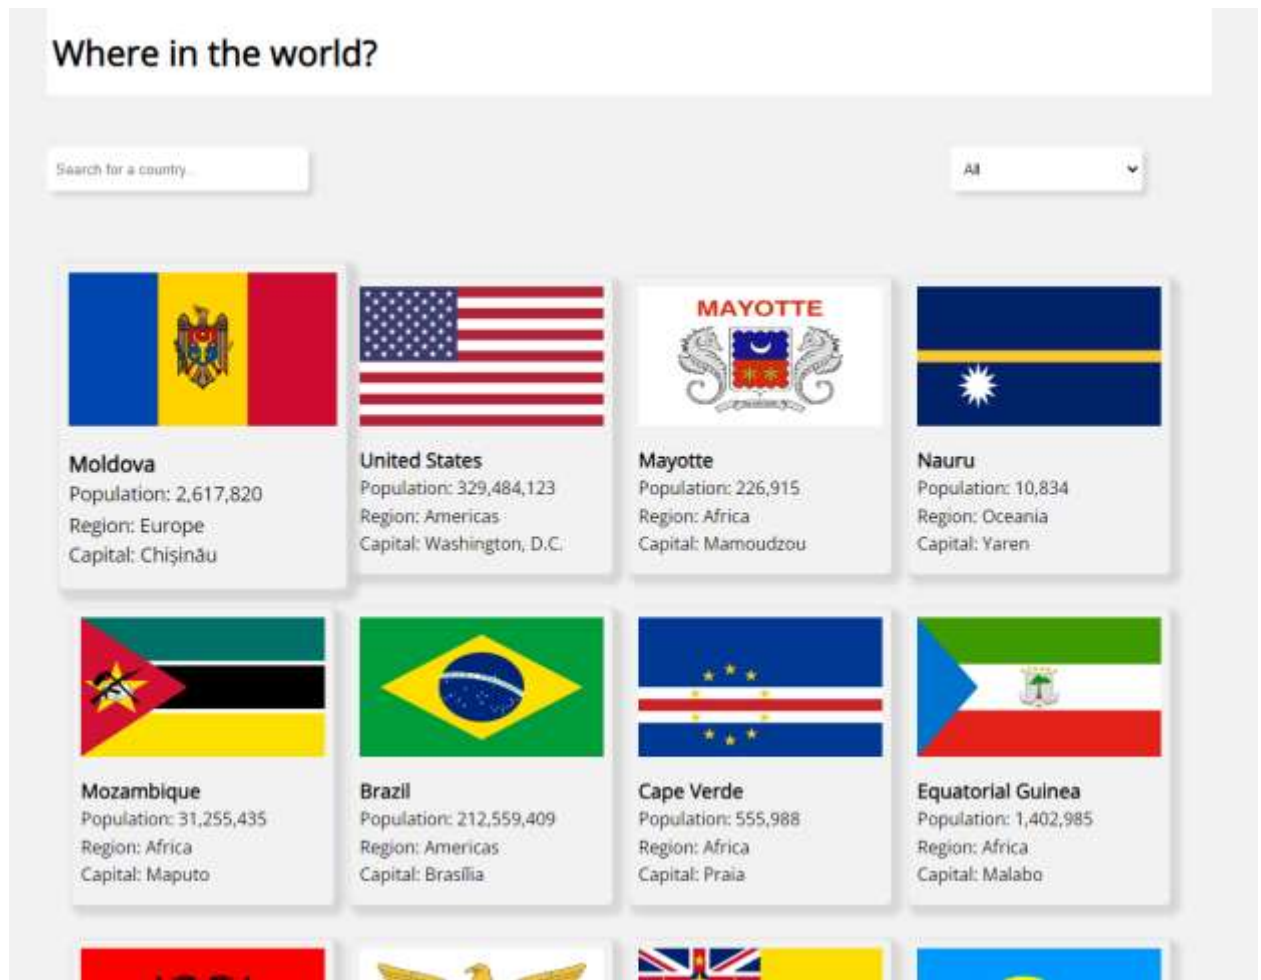 Where in the world?
Search for a country...
All
Moldova
Population: 2,617,820
Region: Europe
Capital: Chișinău
United States
Population: 329,484,123
Region: Americas
Capital: Washington, D.C.
MAYOTTE
Mayotte
Population: 226,915
Region: Africa
Capital: Mamoudzou
Nauru
Population: 10,834
Region: Oceania
Capital: Yaren
Mozambique
Population: 31,255,435
Region: Africa
Capital: Maputo
Brazil
Population: 212,559,409
Region: Americas
Capital: Brasília
Cape Verde
Population: 555,988
Region: Africa
Capital: Praia
Equatorial Guinea
Population: 1,402,985
Region: Africa
Capital: Malabo